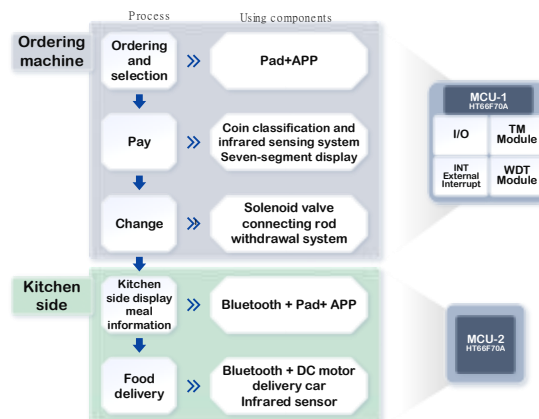 Process
Using components
Ordering
machine
Ordering
and
selection
Pad+APP
Pay
Coin classification and
infrared sensing system
Seven-segment display
Change
Solenoid valve
connecting rod
withdrawal system
MCU-1
HT66F70A
I/O
TM
Module
INT
External
Interrupt
WDT
Module
Kitchen
side
Kitchen
side display
meal
information
Bluetooth + Pad+ APP
Food
delivery
Bluetooth + DC motor
delivery car
Infrared sensor
MCU-2
HT66F70A